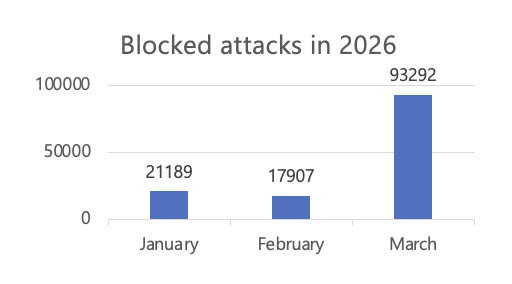 Blocked attacks in 2026
100000
50000
0
93292
21189
17907
January
February
March